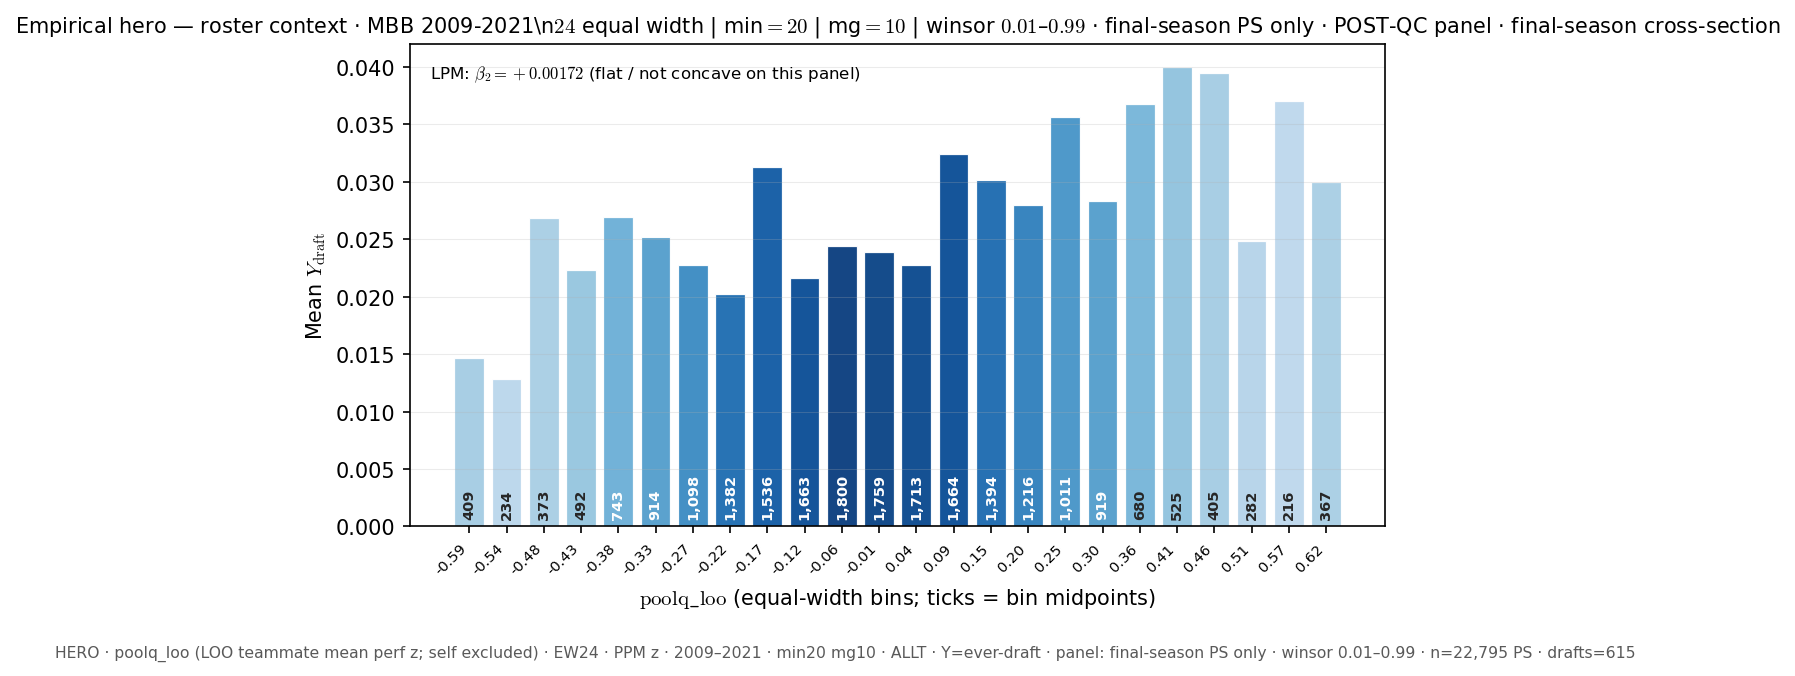 Empirical hero — roster context · MBB 2009-2021\n24 equal width | min = 20 | mg = 10 | winsor 0.01–0.99 · final-season PS only · POST-QC panel · final-season cross-section
LPM: β₂ = +0.00172 (flat / not concave on this panel)
Mean Y_draft
0.040
0.035
0.030
0.025
0.020
0.015
0.010
0.005
0.000
409 234 373 492 743 914 1,098 1,382 1,536 1,663 1,800 1,759 1,713 1,664 1,394 1,216 1,011 919 680 525 405 282 216 367
-0.59 -0.54 -0.48 -0.43 -0.38 -0.33 -0.27 -0.22 -0.17 -0.12 -0.06 -0.01 0.04 0.09 0.15 0.20 0.25 0.30 0.36 0.41 0.46 0.51 0.57 0.62
poolq_loo (equal-width bins; ticks = bin midpoints)
HERO · poolq_loo (LOO teammate mean perf z; self excluded) · EW24 · PPM z · 2009–2021 · min20 mg10 · ALLT · Y=ever-draft · panel: final-season PS only · winsor 0.01–0.99 · n=22,795 PS · drafts=615